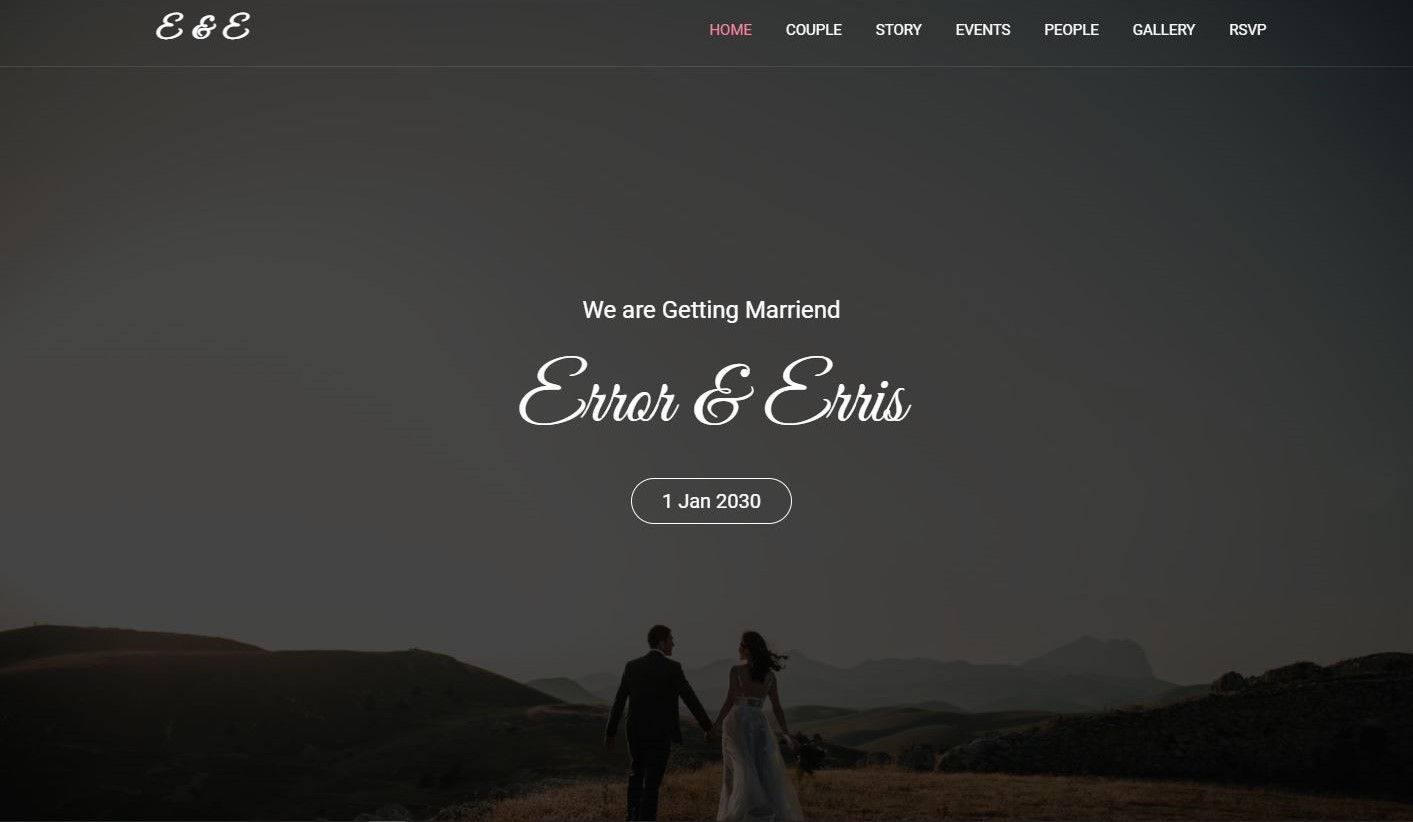 E & E
HOME COUPLE STORY EVENTS PEOPLE GALLERY RSVP
We are Getting Marriend
Error & Erris
1 Jan 2030